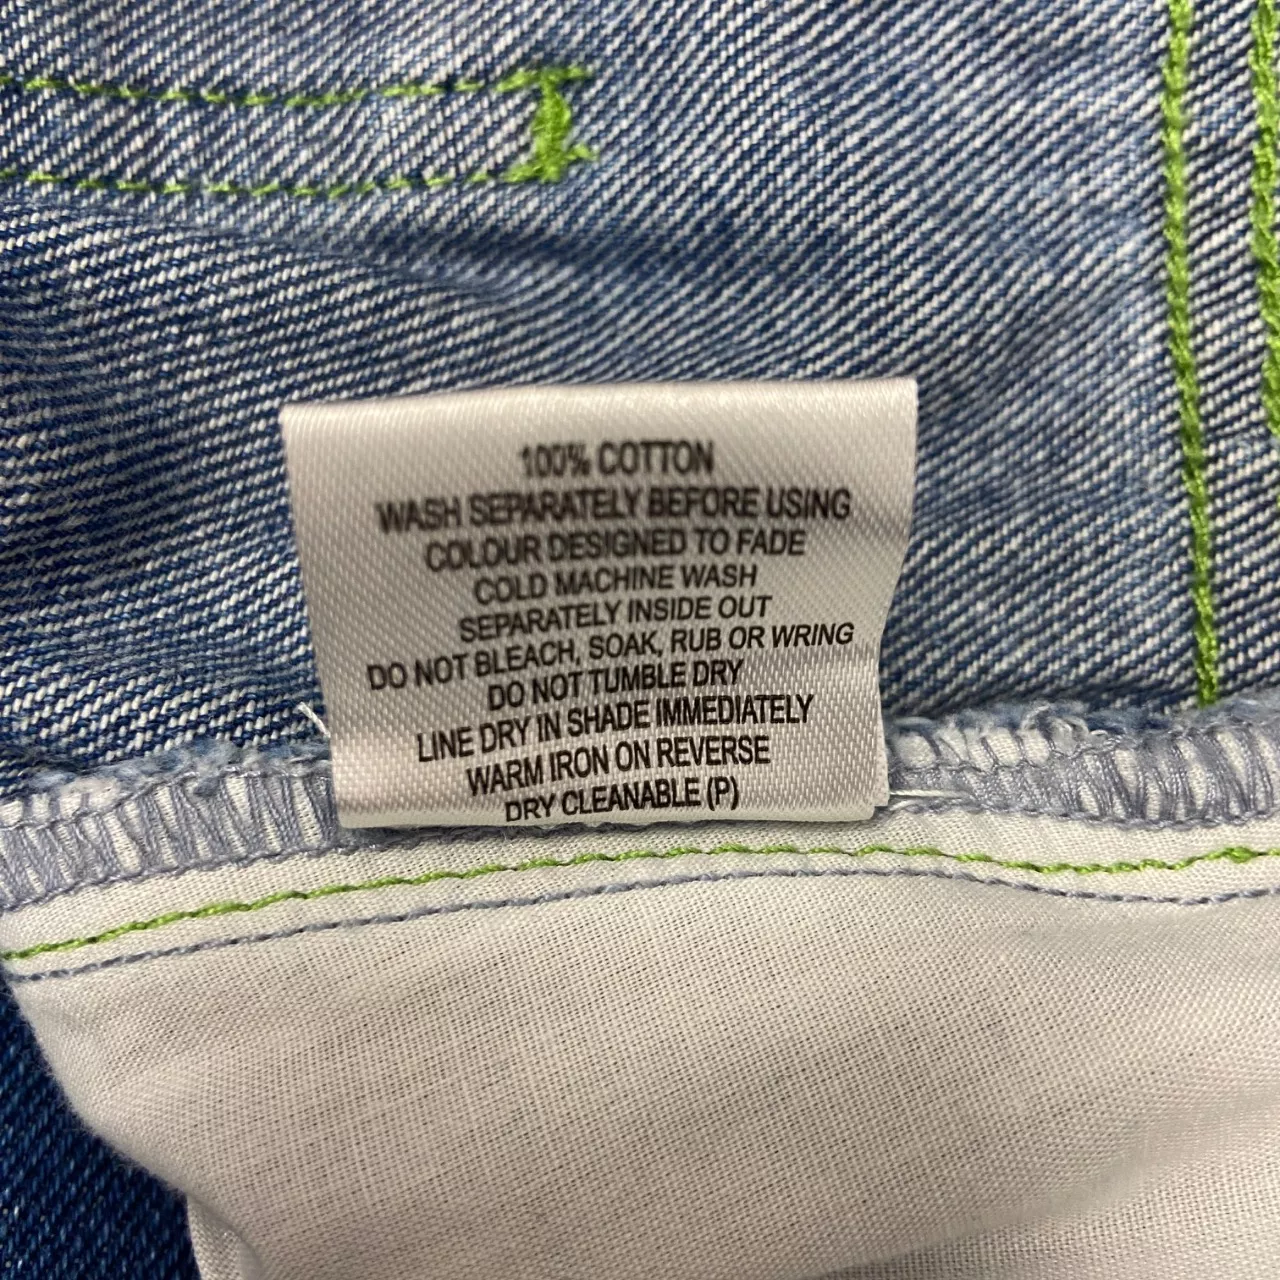 100% COTTON
WASH SEPARATELY BEFORE USING
COLOUR DESIGNED TO FADE
COLD MACHINE WASH
SEPARATELY INSIDE OUT
DO NOT BLEACH, SOAK, RUB OR WRING
DO NOT TUMBLE DRY
LINE DRY IN SHADE IMMEDIATELY
WARM IRON ON REVERSE
DRY CLEANABLE (P)